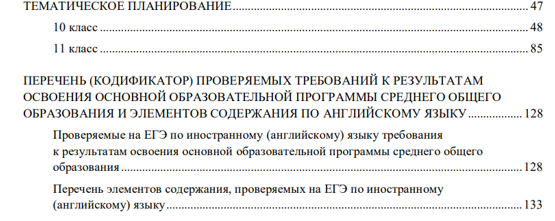 ТЕМАТИЧЕСКОЕ ПЛАНИРОВАНИЕ........................................................................47
10 класс........................................................................................................48
11 класс........................................................................................................85
ПЕРЕЧЕНЬ (КОДИФИКАТОР) ПРОВЕРЯЕМЫХ ТРЕБОВАНИЙ К РЕЗУЛЬТАТАМ
ОСВОЕНИЯ ОСНОВНОЙ ОБРАЗОВАТЕЛЬНОЙ ПРОГРАММЫ СРЕДНЕГО ОБЩЕГО
ОБРАЗОВАНИЯ И ЭЛЕМЕНТОВ СОДЕРЖАНИЯ ПО АНГЛИЙСКОМУ ЯЗЫКУ.............128
Проверяемые на ЕГЭ по иностранному (английскому) языку требования
к результатам освоения основной образовательной программы среднего общего
образования..................................................................................................128
Перечень элементов содержания, проверяемых на ЕГЭ по иностранному
(английскому) языку.....................................................................................133